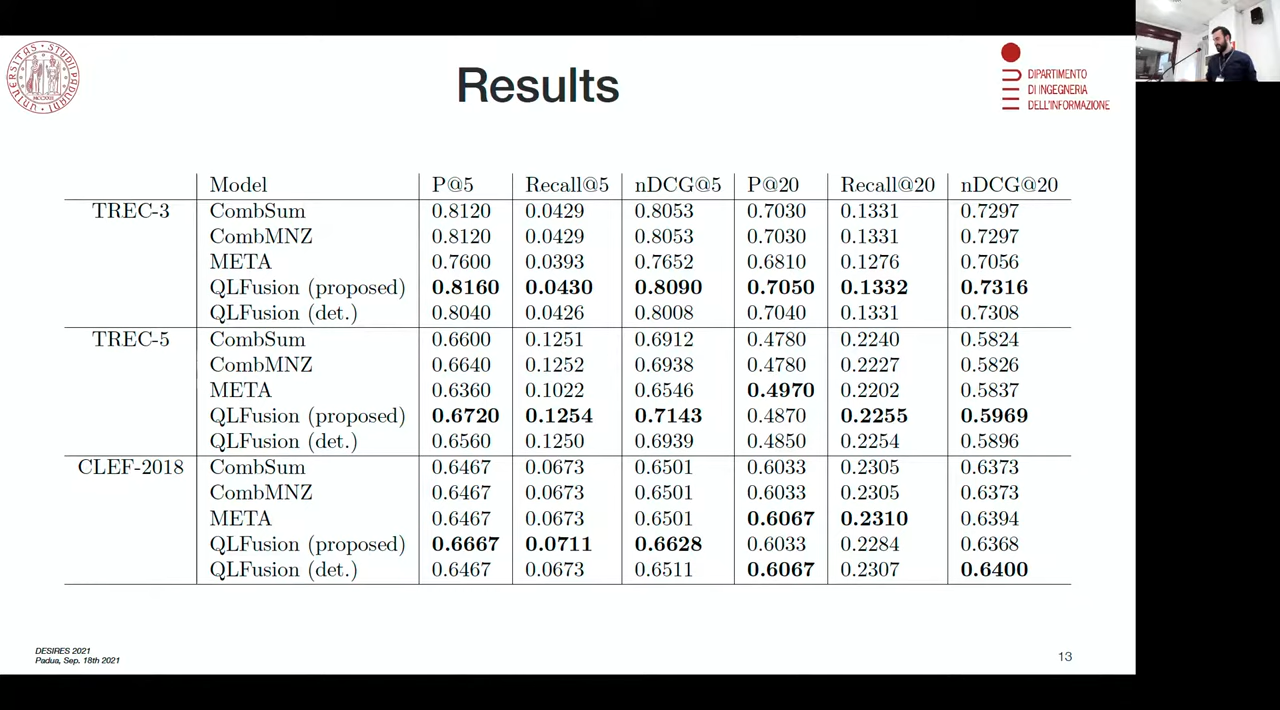 UNIVERSITAS · STUDII PADUANI
MCCXXII
Results
DIPARTIMENTO
DI INGEGNERIA
DELL'INFORMAZIONE
Model P@5 Recall@5 nDCG@5 P@20 Recall@20 nDCG@20
TREC-3 CombSum 0.8120 0.0429 0.8053 0.7030 0.1331 0.7297
CombMNZ 0.8120 0.0429 0.8053 0.7030 0.1331 0.7297
META 0.7600 0.0393 0.7652 0.6810 0.1276 0.7056
QLFusion (proposed) 0.8160 0.0430 0.8090 0.7050 0.1332 0.7316
QLFusion (det.) 0.8040 0.0426 0.8008 0.7040 0.1331 0.7308
TREC-5 CombSum 0.6600 0.1251 0.6912 0.4780 0.2240 0.5824
CombMNZ 0.6640 0.1252 0.6938 0.4780 0.2227 0.5826
META 0.6360 0.1022 0.6546 0.4970 0.2202 0.5837
QLFusion (proposed) 0.6720 0.1254 0.7143 0.4870 0.2255 0.5969
QLFusion (det.) 0.6560 0.1250 0.6939 0.4850 0.2254 0.5896
CLEF-2018 CombSum 0.6467 0.0673 0.6501 0.6033 0.2305 0.6373
CombMNZ 0.6467 0.0673 0.6501 0.6033 0.2305 0.6373
META 0.6467 0.0673 0.6501 0.6067 0.2310 0.6394
QLFusion (proposed) 0.6667 0.0711 0.6628 0.6033 0.2284 0.6368
QLFusion (det.) 0.6467 0.0673 0.6511 0.6067 0.2307 0.6400
DESIRES 2021
Padua, Sep. 18th 2021
13